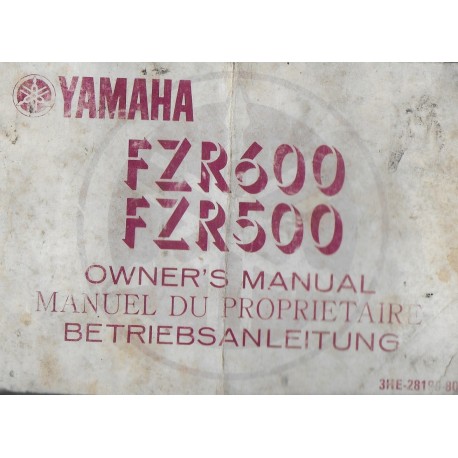 YAMAHA
FZR600
FZR500
OWNER'S MANUAL
MANUEL DU PROPRIETAIRE
BETRIEBSANLEITUNG